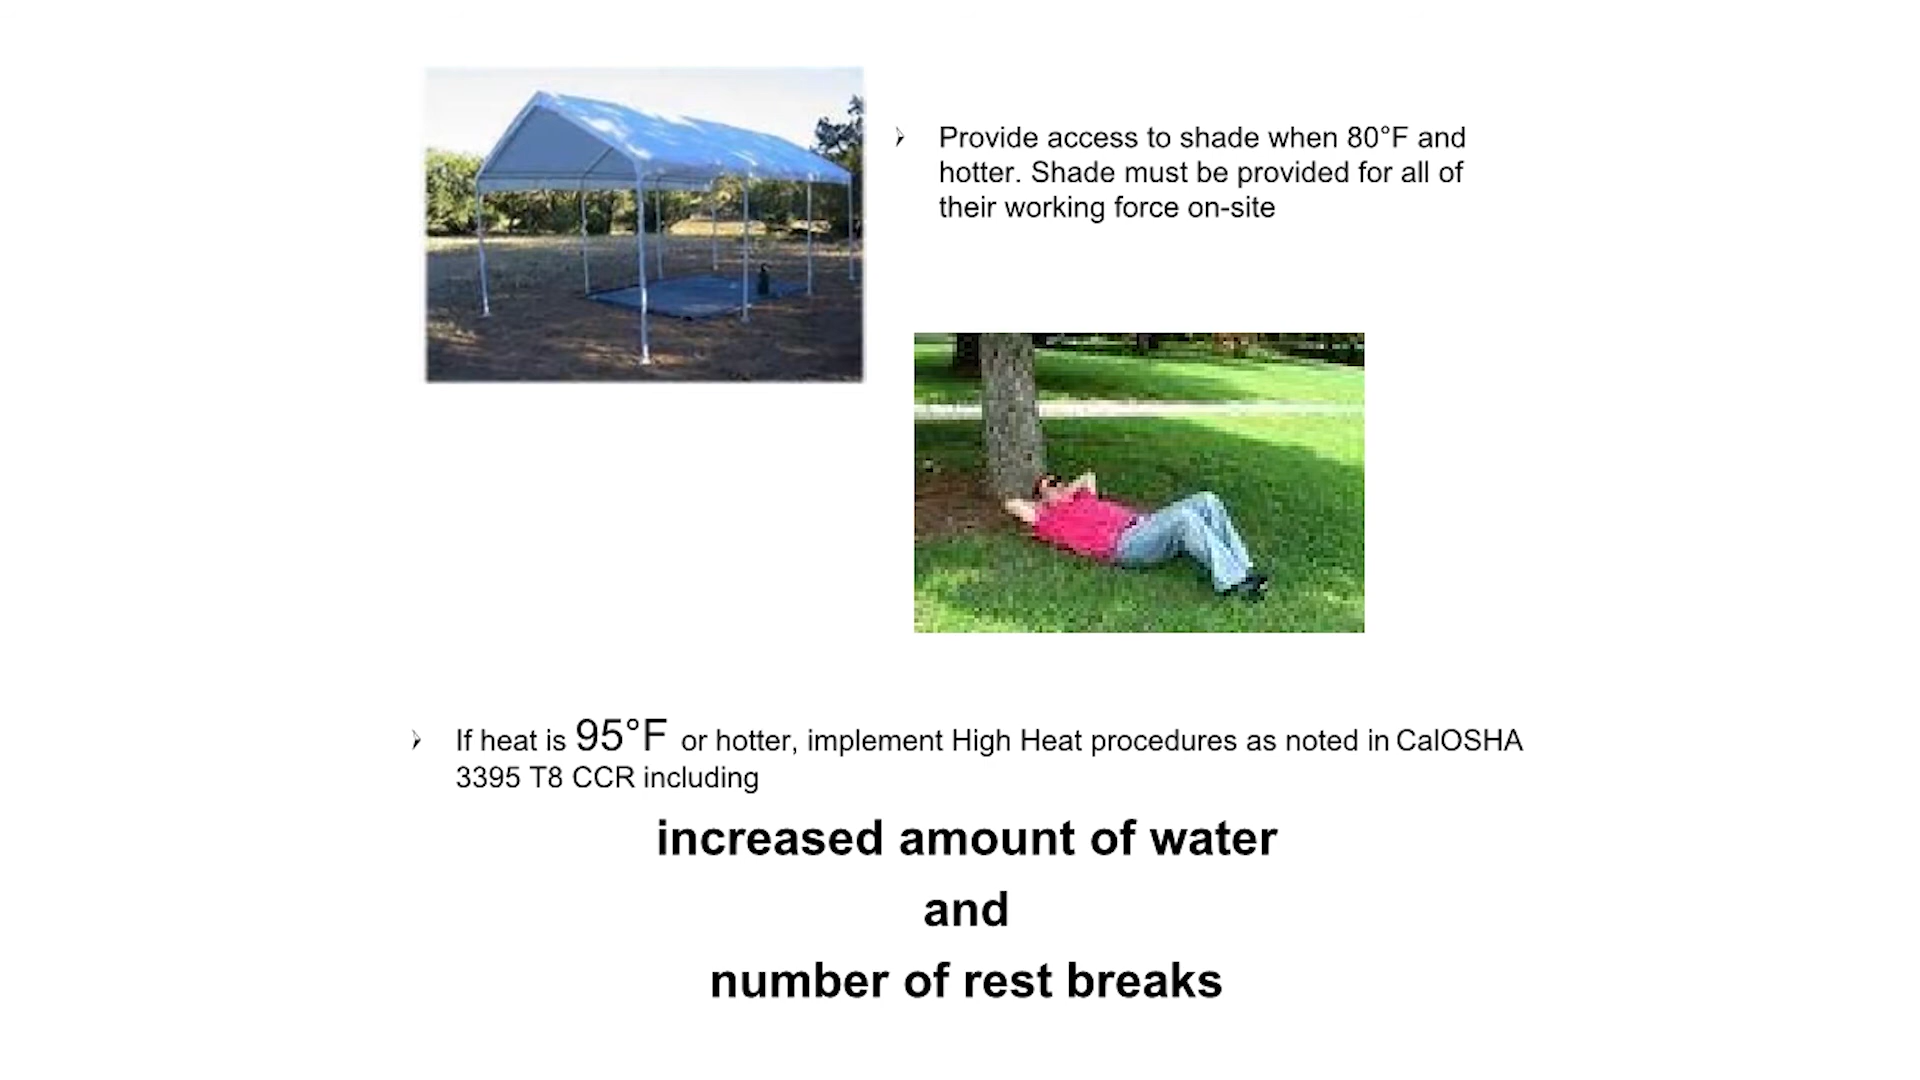 Provide access to shade when 80°F and
hotter. Shade must be provided for all of
their working force on-site
If heat is 95°F or hotter, implement High Heat procedures as noted in CalOSHA
3395 T8 CCR including
increased amount of water
and
number of rest breaks